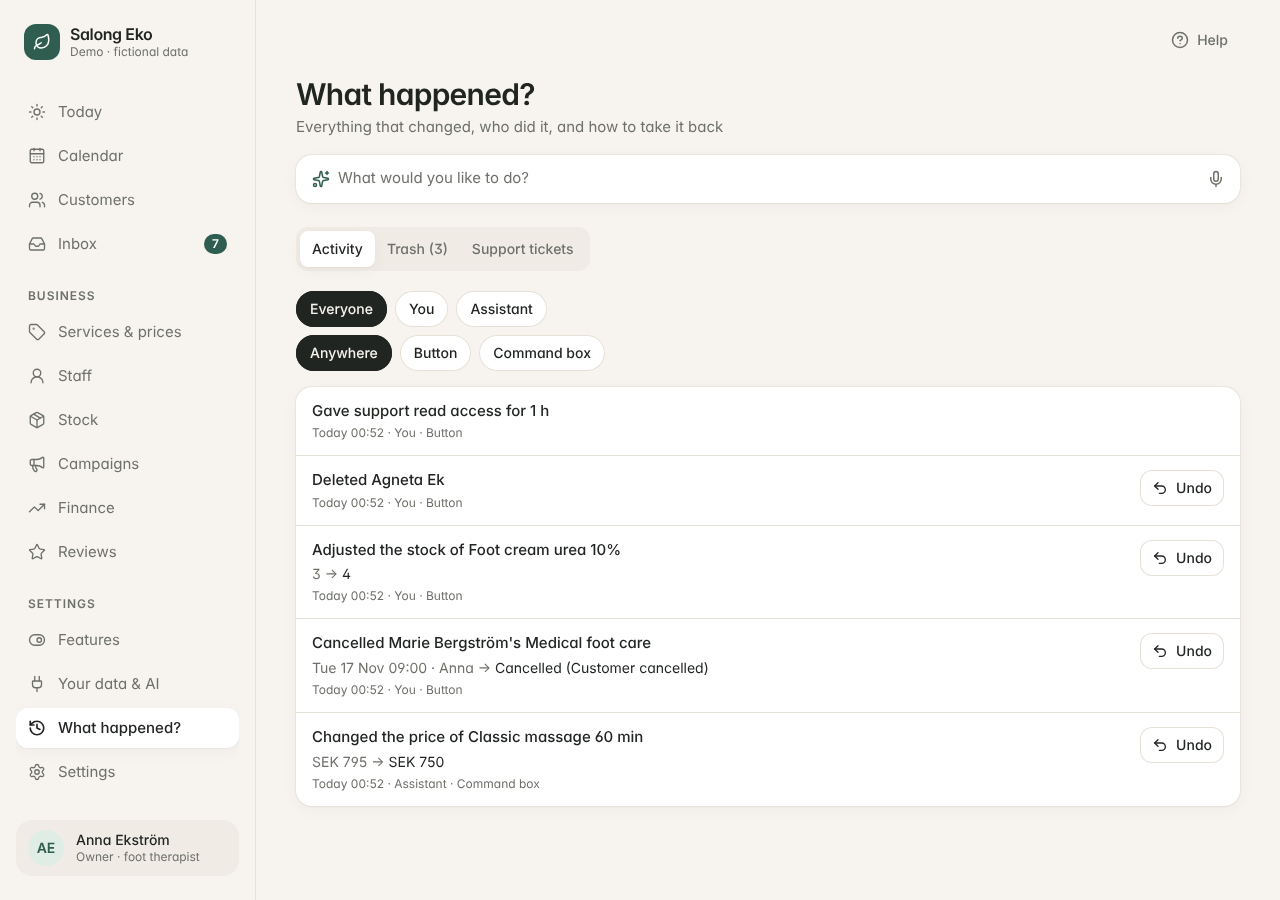 Salong Eko
Demo · fictional data
Today
Calendar
Customers
Inbox
7
BUSINESS
Services & prices
Staff
Stock
Campaigns
Finance
Reviews
SETTINGS
Features
Your data & AI
What happened?
Settings
AE
Anna Ekström
Owner · foot therapist
Help
What happened?
Everything that changed, who did it, and how to take it back
What would you like to do?
Activity
Trash (3)
Support tickets
Everyone
You
Assistant
Anywhere
Button
Command box
Gave support read access for 1 h
Today 00:52 · You · Button
Deleted Agneta Ek
Today 00:52 · You · Button
Undo
Adjusted the stock of Foot cream urea 10%
3 → 4
Today 00:52 · You · Button
Undo
Cancelled Marie Bergström's Medical foot care
Tue 17 Nov 09:00 · Anna → Cancelled (Customer cancelled)
Today 00:52 · You · Button
Undo
Changed the price of Classic massage 60 min
SEK 795 → SEK 750
Today 00:52 · Assistant · Command box
Undo